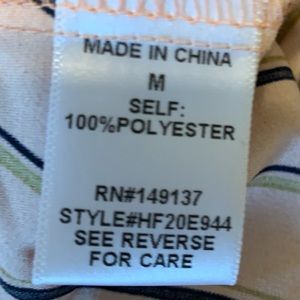 MADE IN CHINA
M
SELF:
100%POLYESTER
RN#149137
STYLE#HF20E944
SEE REVERSE
FOR CARE